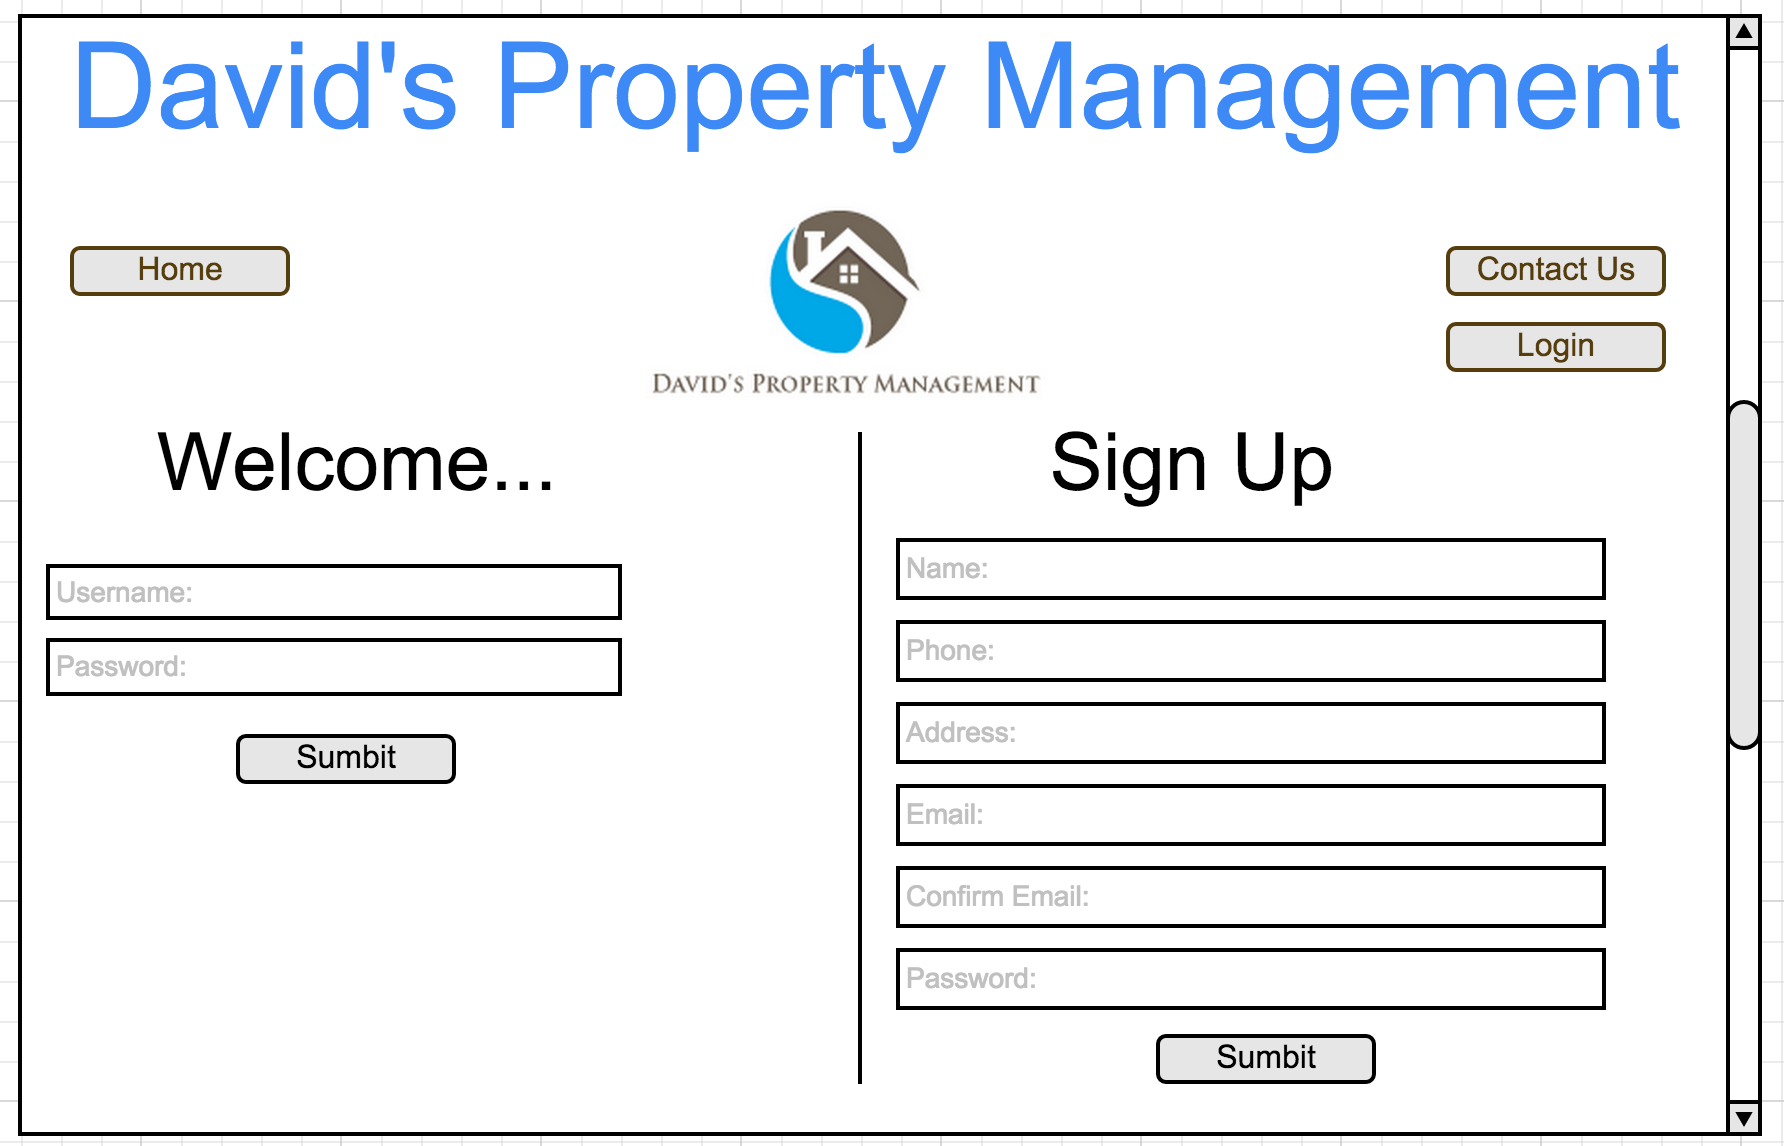 David's Property Management
Home
Contact Us
Login
David's Property Management
Welcome...
Username:
Password:
Sumbit
Sign Up
Name:
Phone:
Address:
Email:
Confirm Email:
Password:
Sumbit